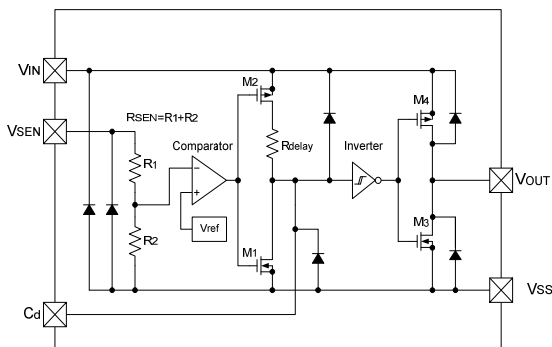 VIN
M2
M4
VSEN
RSEN=R1+R2
Comparator
Rdelay
Inverter
R1
−
+
VOUT
Vref
R2
M1
M3
VSS
Cd